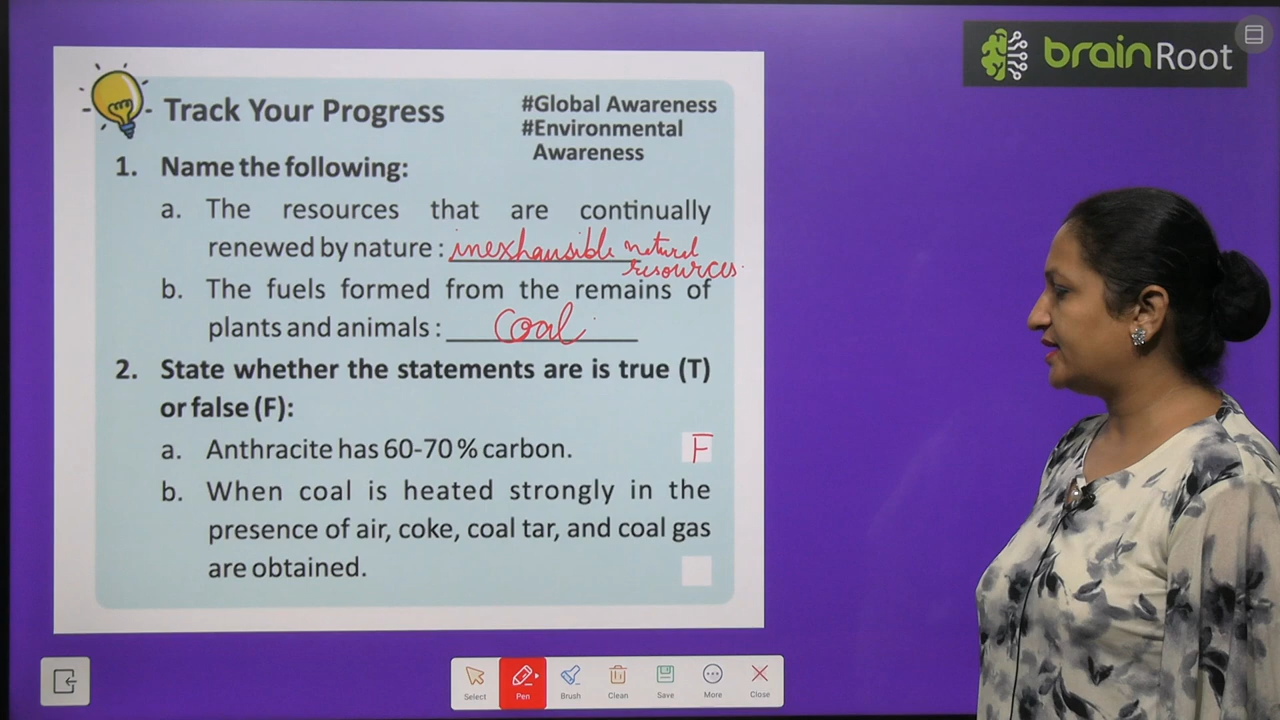 brainRoot
Track Your Progress
#Global Awareness
#Environmental
Awareness
1. Name the following:
a. The resources that are continually
renewed by nature : inexhausible natural
resources.
b. The fuels formed from the remains of
plants and animals : Coal
2. State whether the statements are is true (T)
or false (F):
a. Anthracite has 60-70 % carbon. F
b. When coal is heated strongly in the
presence of air, coke, coal tar, and coal gas
are obtained.
Select Pen Brush Clean Save More Close